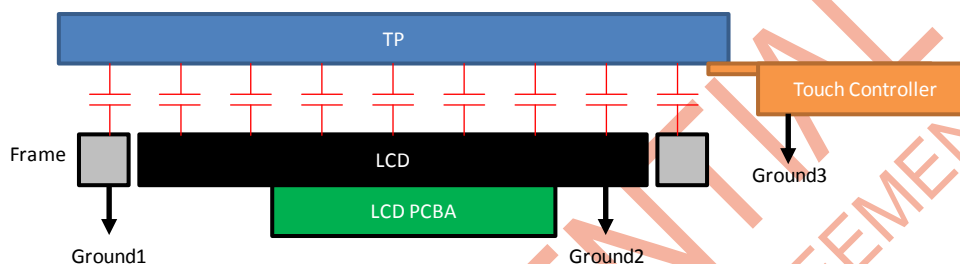 TP
Touch Controller
Frame
LCD
Ground3
LCD PCBA
Ground1
Ground2